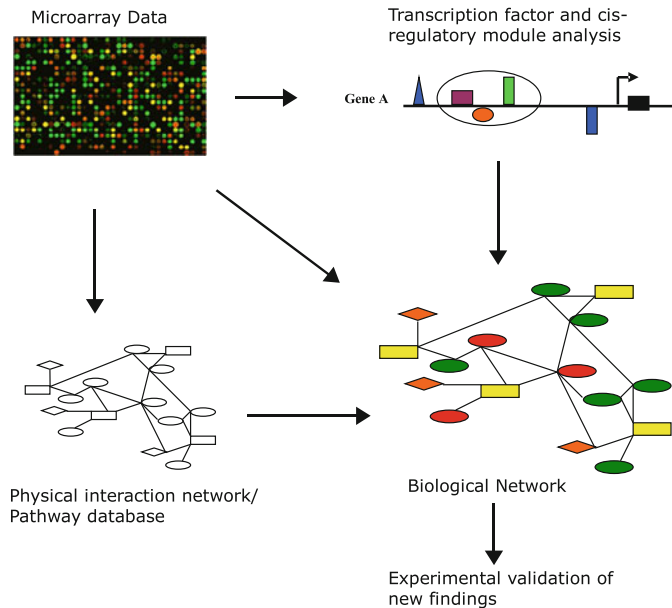 Microarray Data
Transcription factor and cis-
regulatory module analysis
Gene A
Physical interaction network/
Pathway database
Biological Network
Experimental validation of
new findings